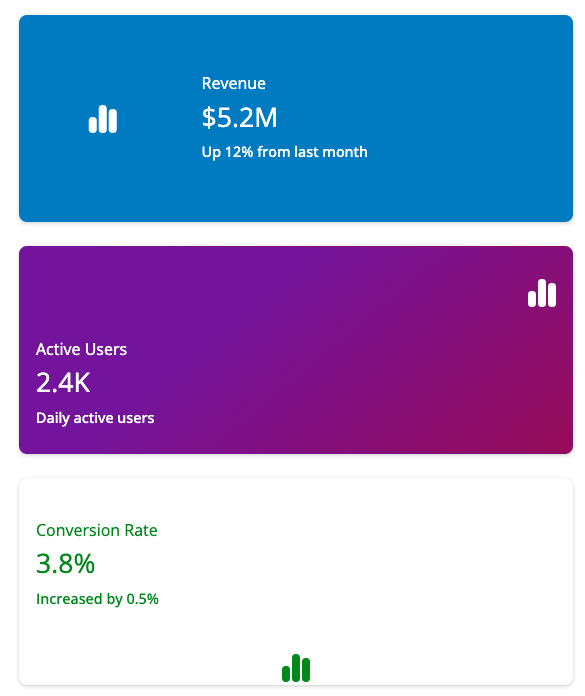 Revenue
$5.2M
Up 12% from last month
Active Users
2.4K
Daily active users
Conversion Rate
3.8%
Increased by 0.5%